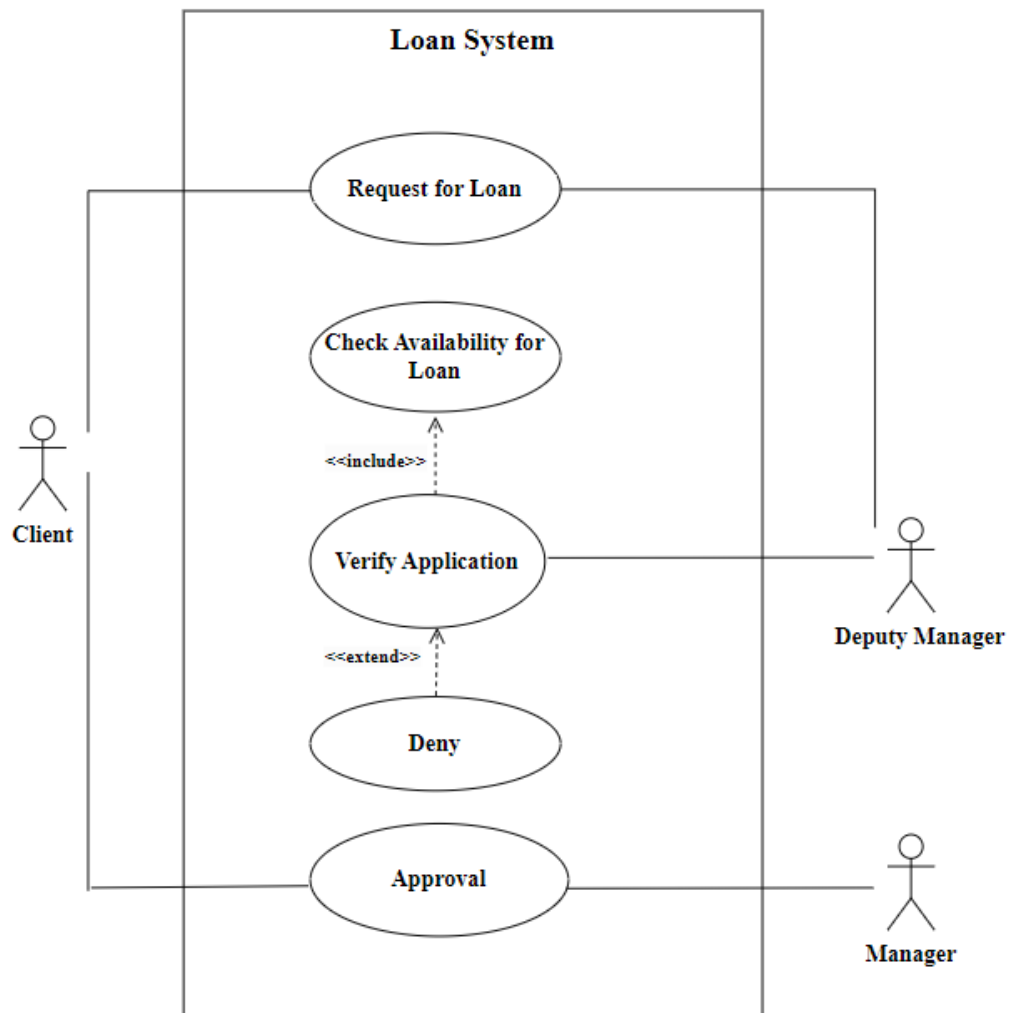 Loan System
Request for Loan
Check Availability for
Loan
<<include>>
Client
Verify Application
Deputy Manager
<<extend>>
Deny
Approval
Manager